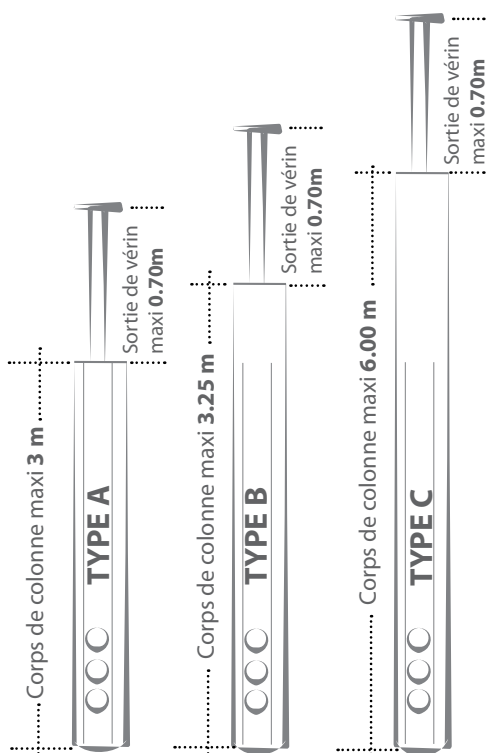 Corps de colonne maxi 3 m
TYPE A
Sortie de vérin
maxi 0.70m
Corps de colonne maxi 3.25 m
TYPE B
Sortie de vérin
maxi 0.70m
Corps de colonne maxi 6.00 m
TYPE C
Sortie de vérin
maxi 0.70m